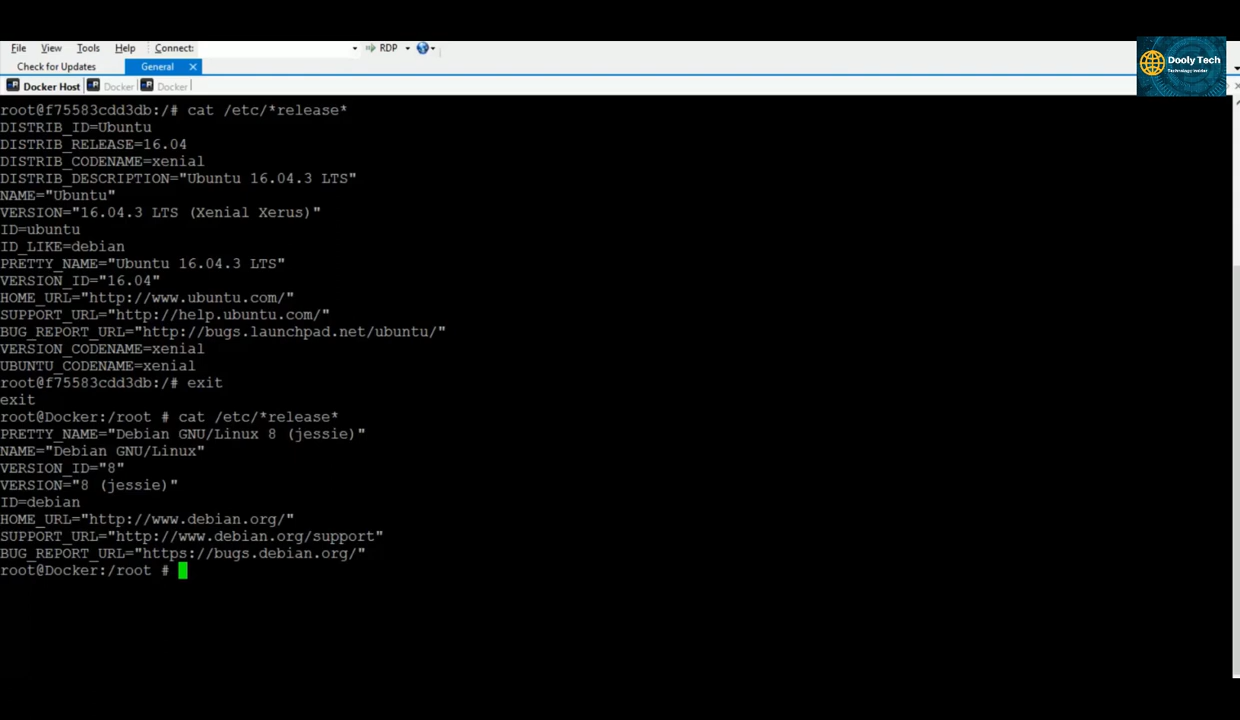 File View Tools Help Connect: RDP
Dooly Tech
Technology Insider
Check for Updates General
Docker Host Docker Docker
root@f75583cdd3db:/# cat /etc/*release*
DISTRIB_ID=Ubuntu
DISTRIB_RELEASE=16.04
DISTRIB_CODENAME=xenial
DISTRIB_DESCRIPTION="Ubuntu 16.04.3 LTS"
NAME="Ubuntu"
VERSION="16.04.3 LTS (Xenial Xerus)"
ID=ubuntu
ID_LIKE=debian
PRETTY_NAME="Ubuntu 16.04.3 LTS"
VERSION_ID="16.04"
HOME_URL="http://www.ubuntu.com/"
SUPPORT_URL="http://help.ubuntu.com/"
BUG_REPORT_URL="http://bugs.launchpad.net/ubuntu/"
VERSION_CODENAME=xenial
UBUNTU_CODENAME=xenial
root@f75583cdd3db:/# exit
exit
root@Docker:/root # cat /etc/*release*
PRETTY_NAME="Debian GNU/Linux 8 (jessie)"
NAME="Debian GNU/Linux"
VERSION_ID="8"
VERSION="8 (jessie)"
ID=debian
HOME_URL="http://www.debian.org/"
SUPPORT_URL="http://www.debian.org/support"
BUG_REPORT_URL="https://bugs.debian.org/"
root@Docker:/root #